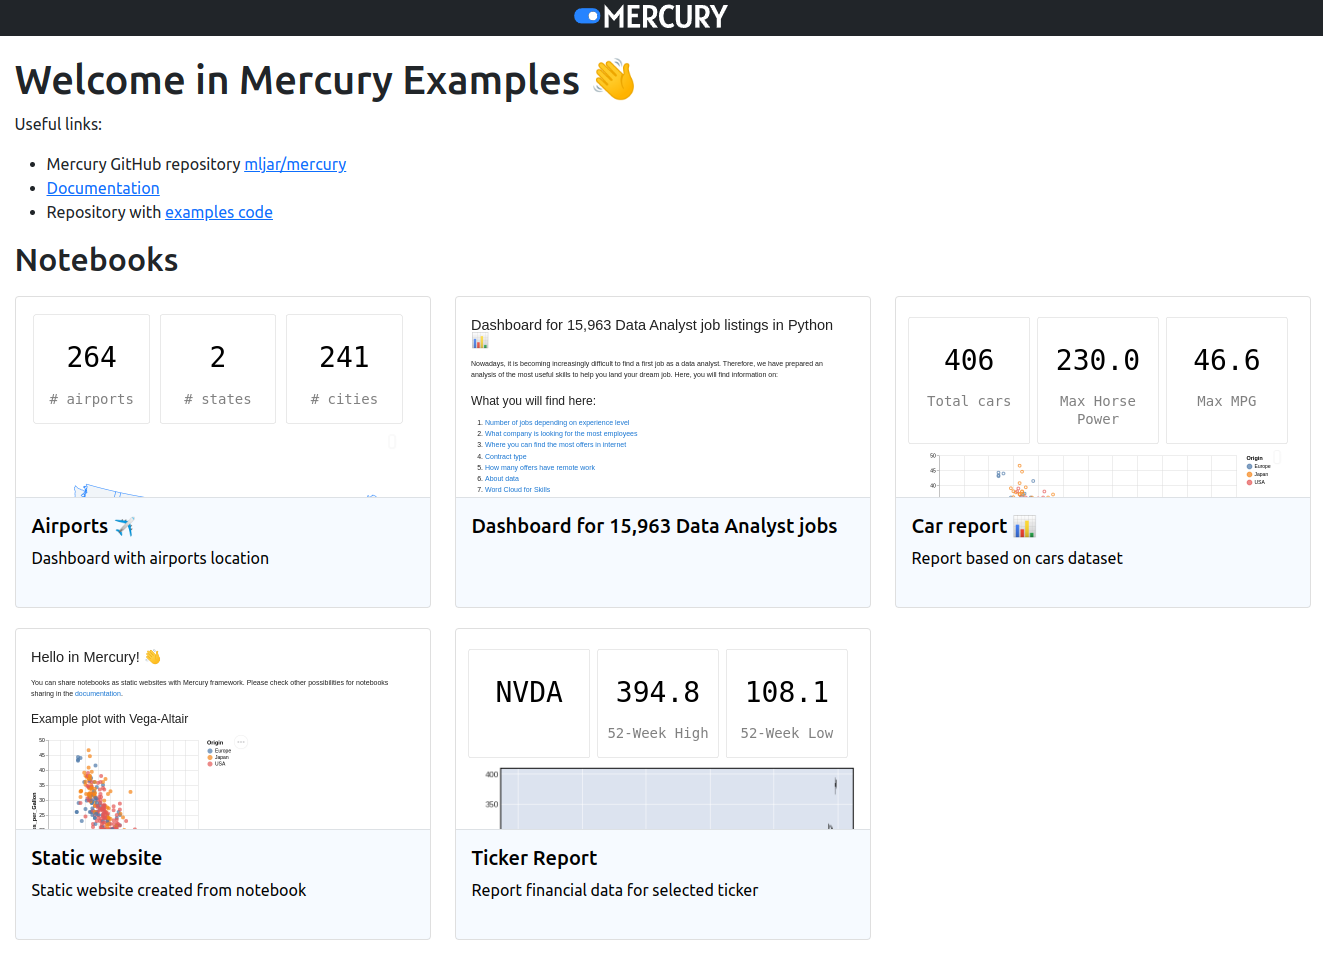 MERCURY
Welcome in Mercury Examples 👋
Useful links:
• Mercury GitHub repository mljar/mercury
• Documentation
• Repository with examples code
Notebooks
264
# airports
2
# states
241
# cities
Airports ✈️
Dashboard with airports location
Dashboard for 15,963 Data Analyst job listings in Python
📊
Nowadays, it is becoming increasingly difficult to find a first job as a data analyst. Therefore, we have prepared an
analysis of the most useful skills to help you land your dream job. Here, you will find information on:
What you will find here:
1. Number of jobs depending on experience level
2. What company is looking for the most employees
3. Where you can find the most offers in internet
4. Contract type
5. How many offers have remote work
6. About data
7. Word Cloud for Skills
Dashboard for 15,963 Data Analyst jobs
406
Total cars
230.0
Max Horse
Power
46.6
Max MPG
50
45
40
Origin
Europe
Japan
USA
Car report 📊
Report based on cars dataset
Hello in Mercury! 👋
You can share notebooks as static websites with Mercury framework. Please check other possibilities for notebooks
sharing in the documentation.
Example plot with Vega-Altair
50
45
40
35
30
25
_per_Gallon
Origin
Europe
Japan
USA
Static website
Static website created from notebook
NVDA
394.8
52-Week High
108.1
52-Week Low
400
350
Ticker Report
Report financial data for selected ticker